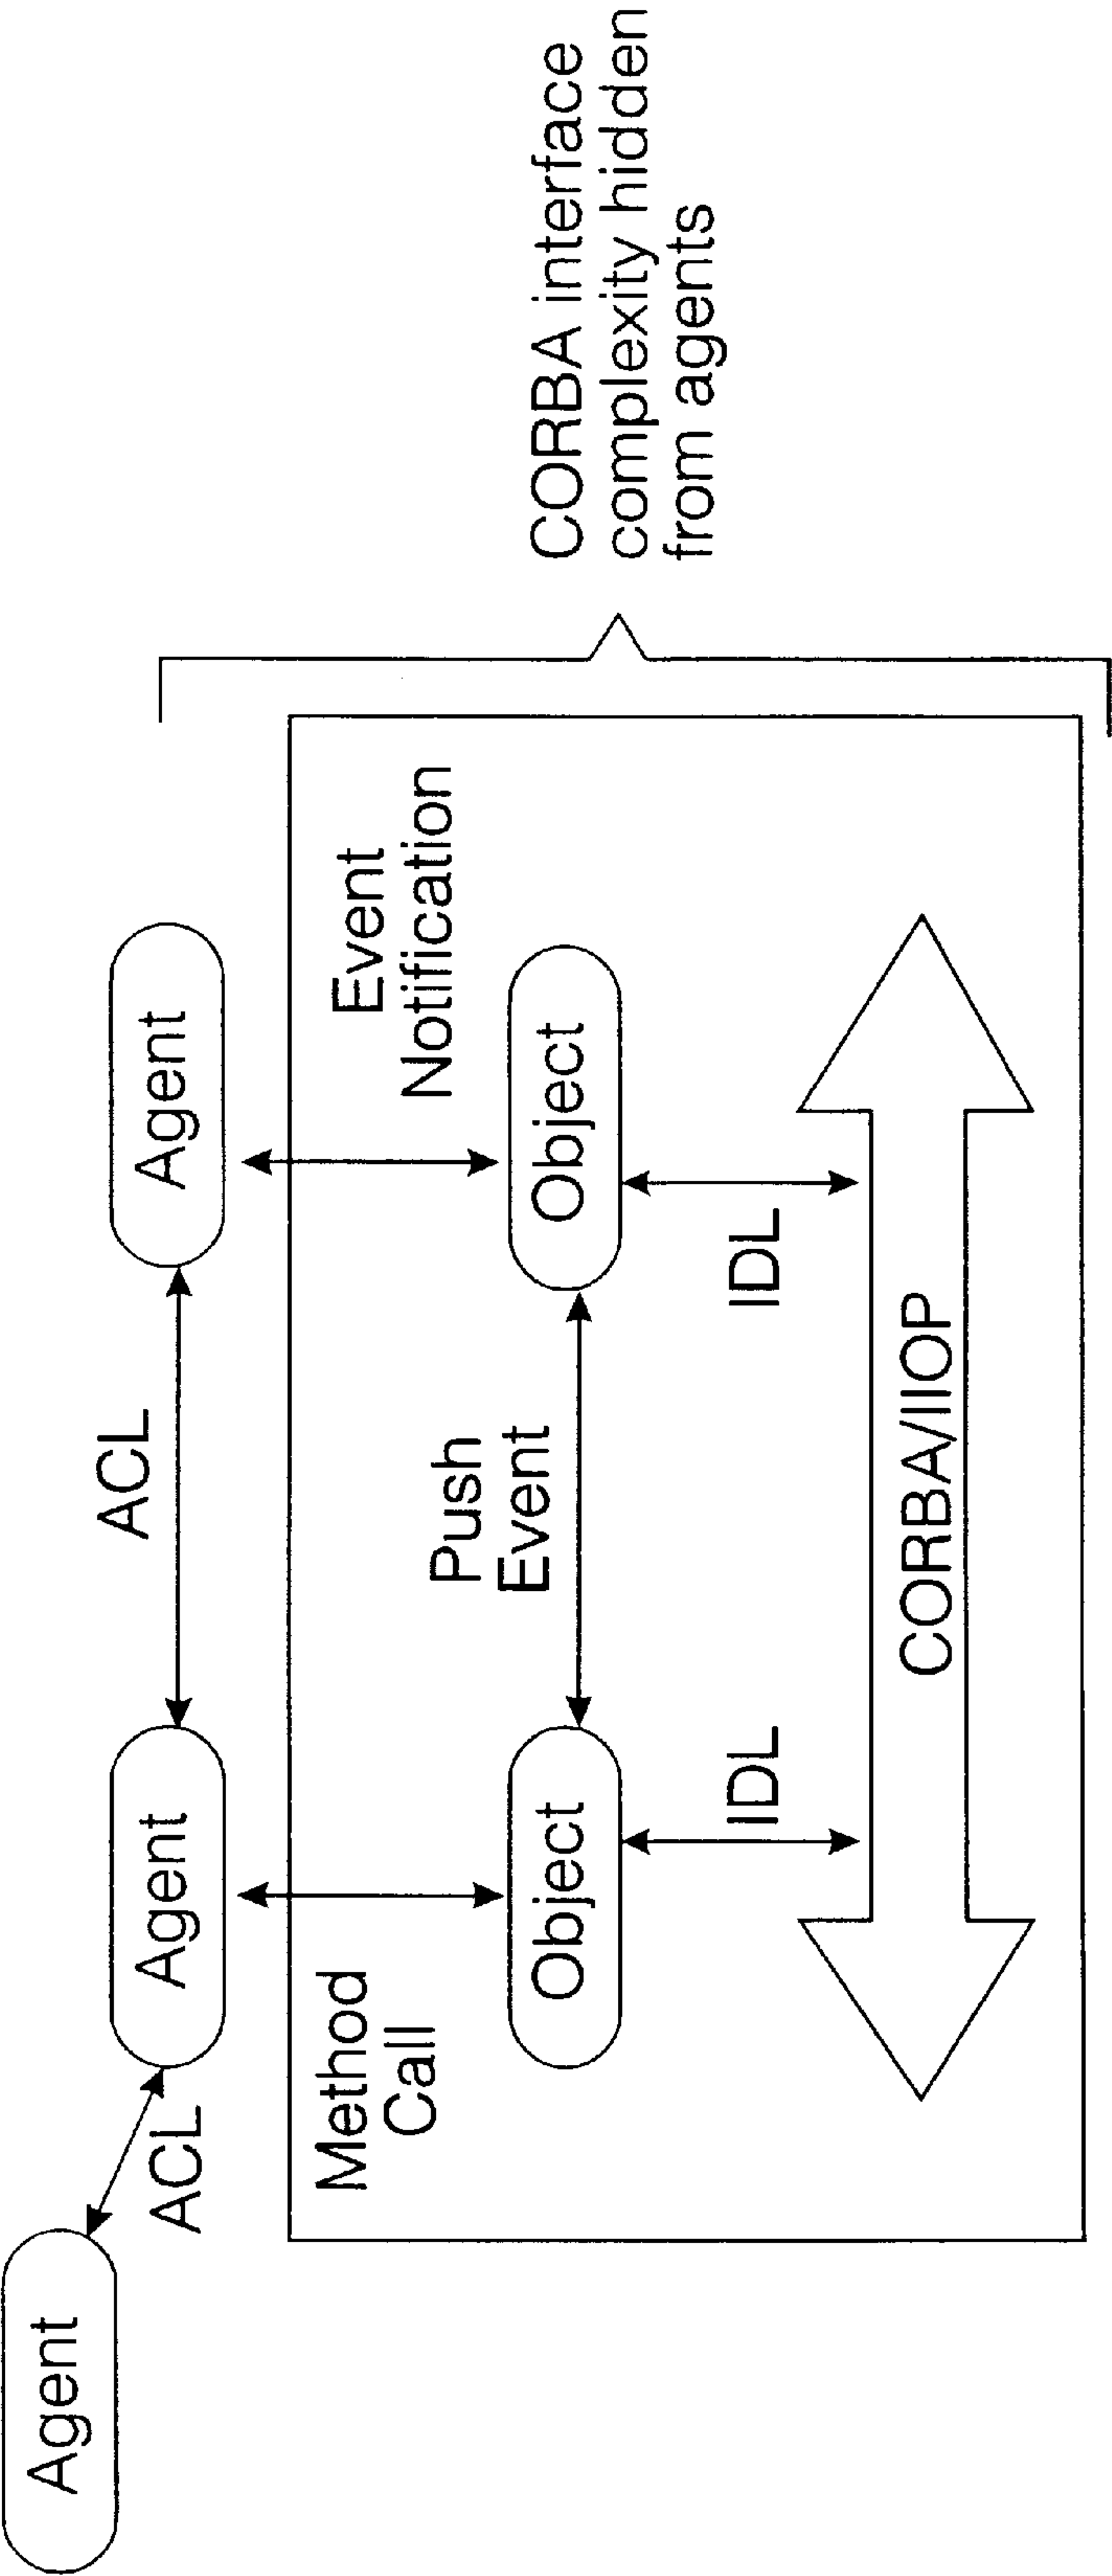 Agent
ACL
Agent
ACL
Agent
Method
Call
Event
Notification
Push
Event
Object
Object
IDL
IDL
CORBA/IIOP
CORBA interface
complexity hidden
from agents